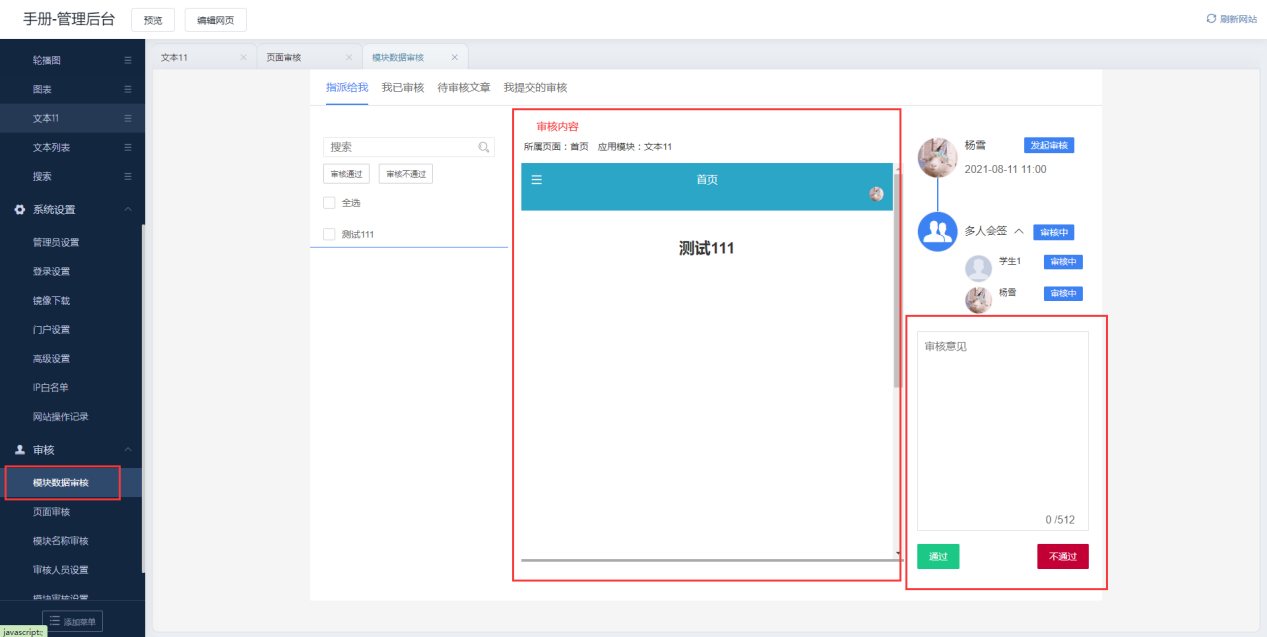 手册-管理后台
预览
编辑网页
刷新网站
轮播图
图表
文本11
文本列表
搜索
系统设置
管理员设置
登录设置
镜像下载
门户设置
高级设置
IP白名单
网站操作记录
审核
模块数据审核
页面审核
模块名称审核
审核人员设置
模块审核设置
添加菜单
javascript:;
文本11
页面审核
模块数据审核
指派给我
我已审核
待审核文章
我提交的审核
搜索
审核通过
审核不通过
全选
测试111
审核内容
所属页面：首页 应用模块：文本11
首页
测试111
杨雪
发起审核
2021-08-11 11:00
多人会签
审核中
学生1
审核中
杨雪
审核中
审核意见
0 /512
通过
不通过